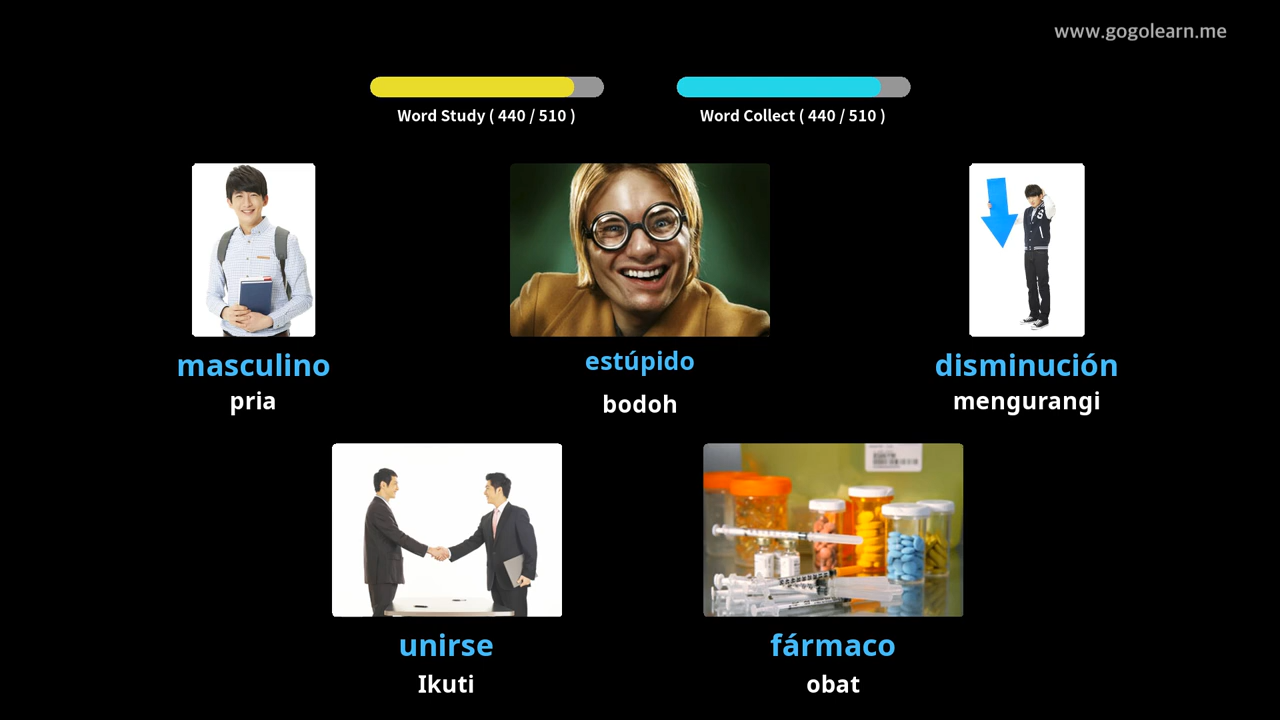 www.gogolearn.me
Word Study ( 440 / 510 )
Word Collect ( 440 / 510 )
masculino
pria
estúpido
bodoh
disminución
mengurangi
unirse
Ikuti
fármaco
obat